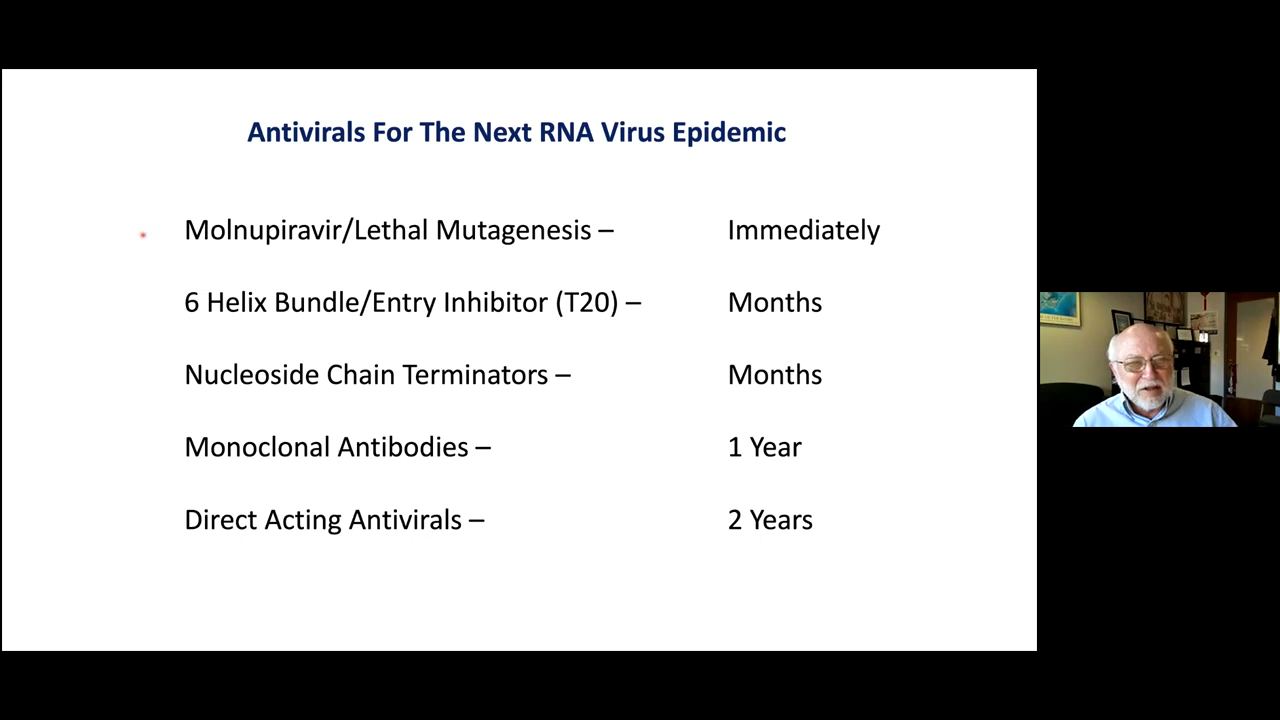 Antivirals For The Next RNA Virus Epidemic
Molnupiravir/Lethal Mutagenesis – Immediately
6 Helix Bundle/Entry Inhibitor (T20) – Months
Nucleoside Chain Terminators – Months
Monoclonal Antibodies – 1 Year
Direct Acting Antivirals – 2 Years